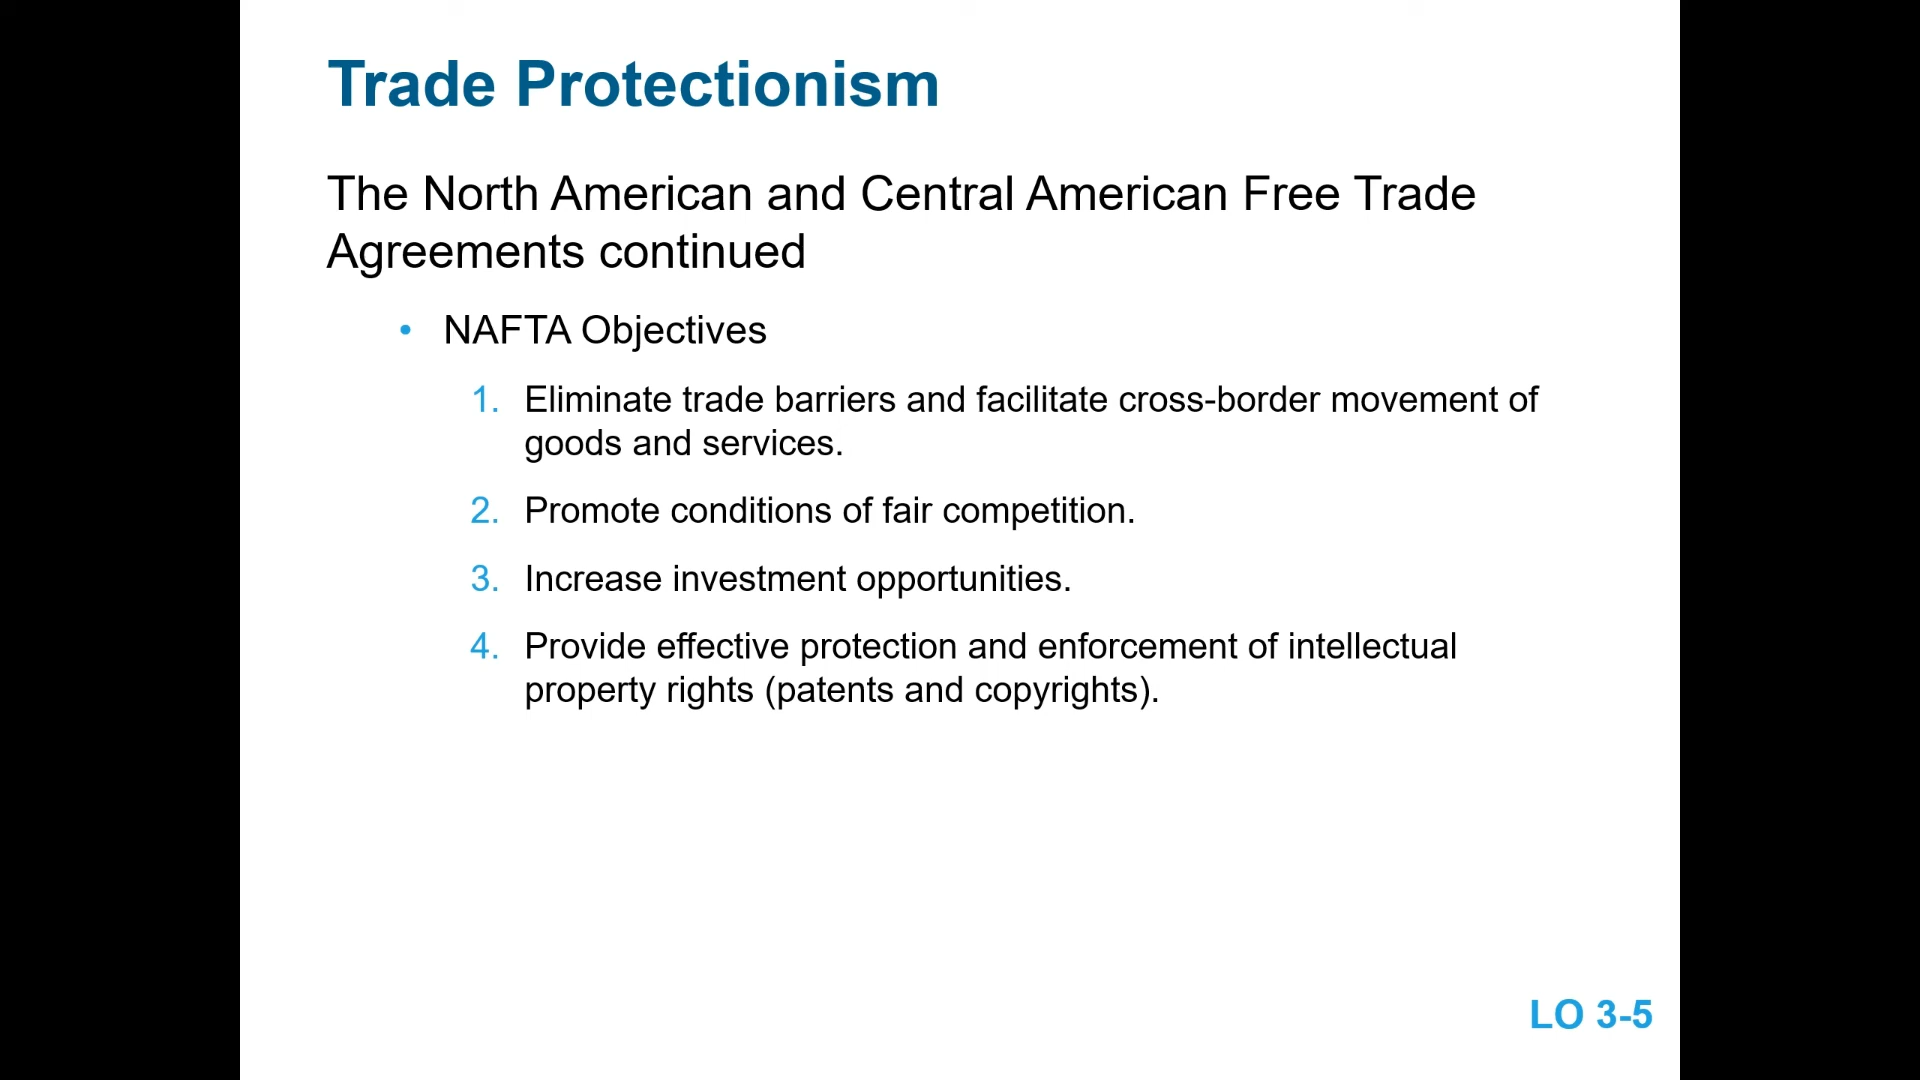 Trade Protectionism
The North American and Central American Free Trade
Agreements continued
• NAFTA Objectives
1. Eliminate trade barriers and facilitate cross-border movement of
goods and services.
2. Promote conditions of fair competition.
3. Increase investment opportunities.
4. Provide effective protection and enforcement of intellectual
property rights (patents and copyrights).
LO 3-5